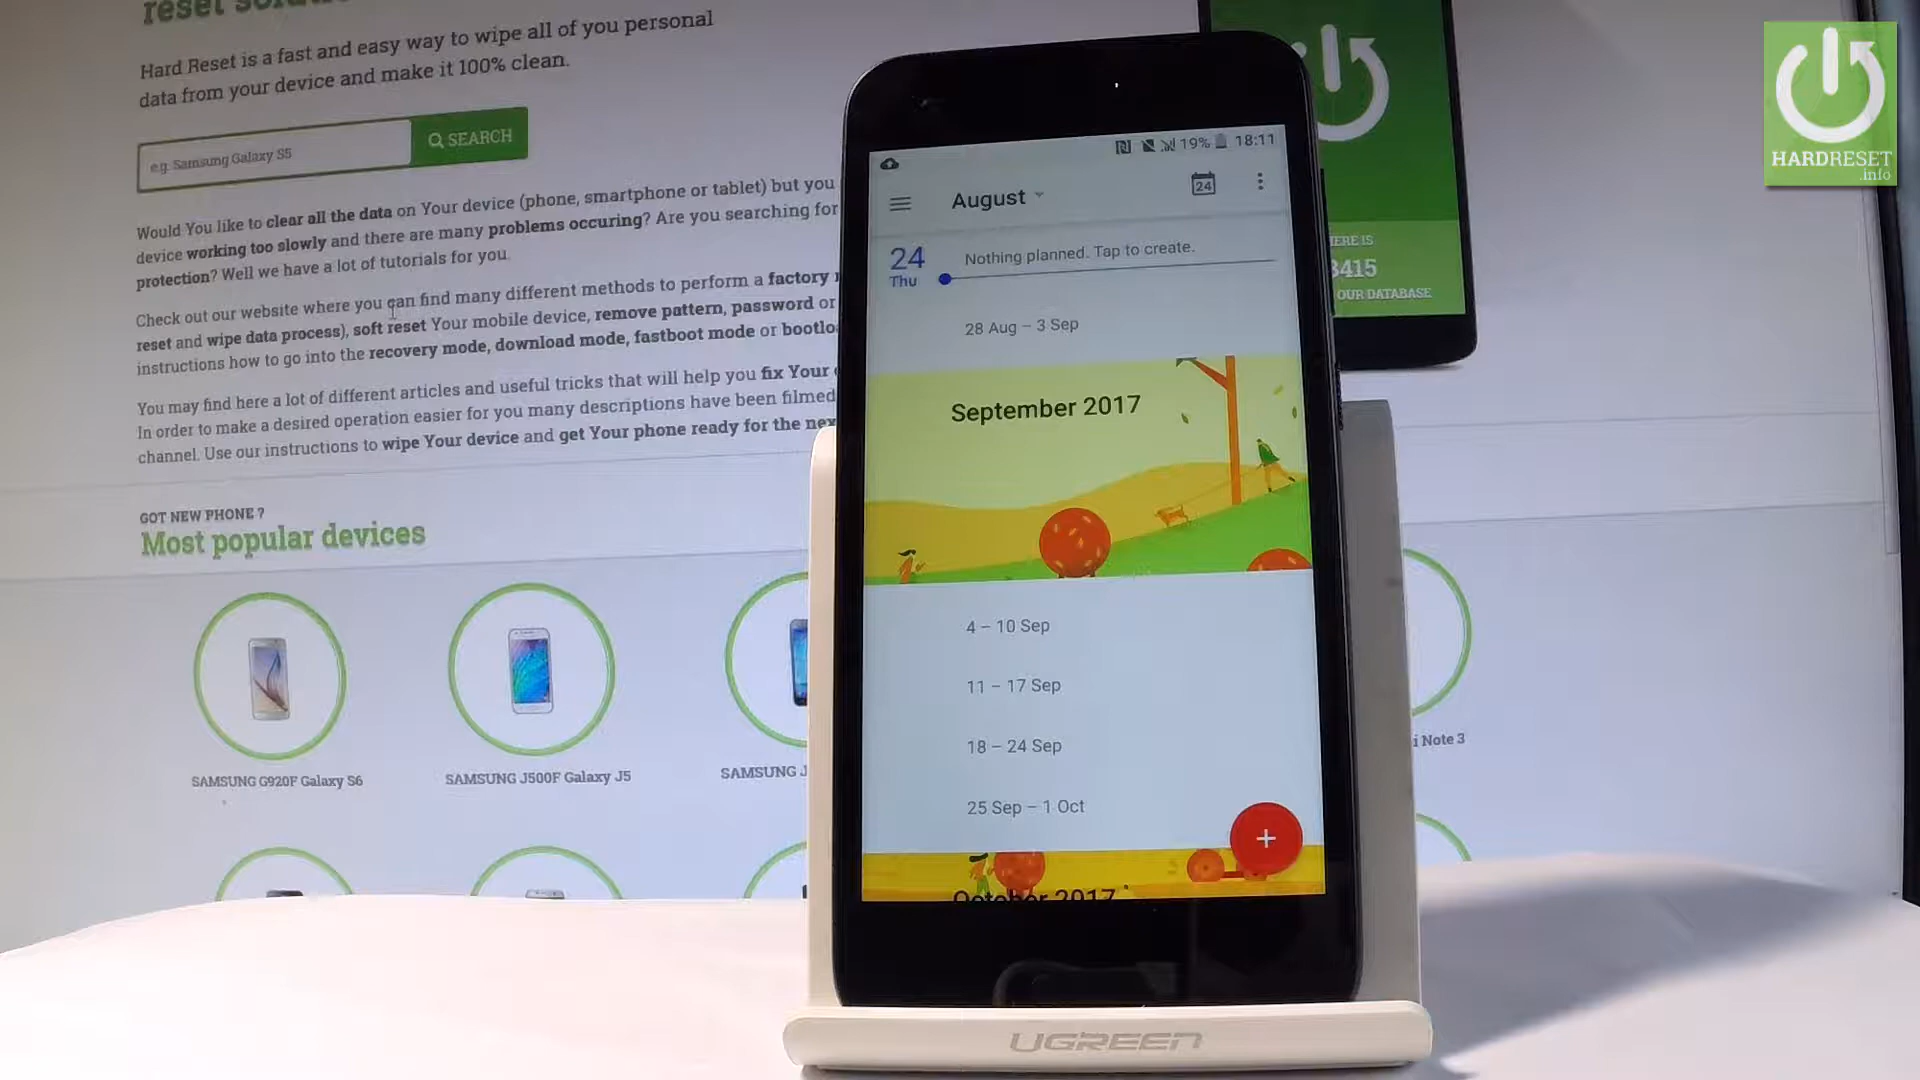 reset
Hard Reset is a fast and easy way to wipe all of you personal
data from your device and make it 100% clean.
e.g. Samsung Galaxy S5
SEARCH
Would You like to clear all the data on Your device (phone, smartphone or tablet) but you
device working too slowly and there are many problems occuring? Are you searching for
protection? Well we have a lot of tutorials for you.
Check out our website where you can find many different methods to perform a factory
reset and wipe data process), soft reset Your mobile device, remove pattern, password or
instructions how to go into the recovery mode, download mode, fastboot mode or
You may find here a lot of different articles and useful tricks that will help you fix Your
In order to make a desired operation easier for you many descriptions have been filmed
channel. Use our instructions to wipe Your device and get Your phone ready for the
GOT NEW PHONE ?
Most popular devices
SAMSUNG G920F Galaxy S6
SAMSUNG J500F Galaxy J5
SAMSUNG
Note 3
OUR DATABASE
19% 18:11
August
24
24
Thu
Nothing planned. Tap to create.
28 Aug – 3 Sep
September 2017
4 – 10 Sep
11 – 17 Sep
18 – 24 Sep
25 Sep – 1 Oct
+
October 2017
UGREEN
HARDRESET
.info